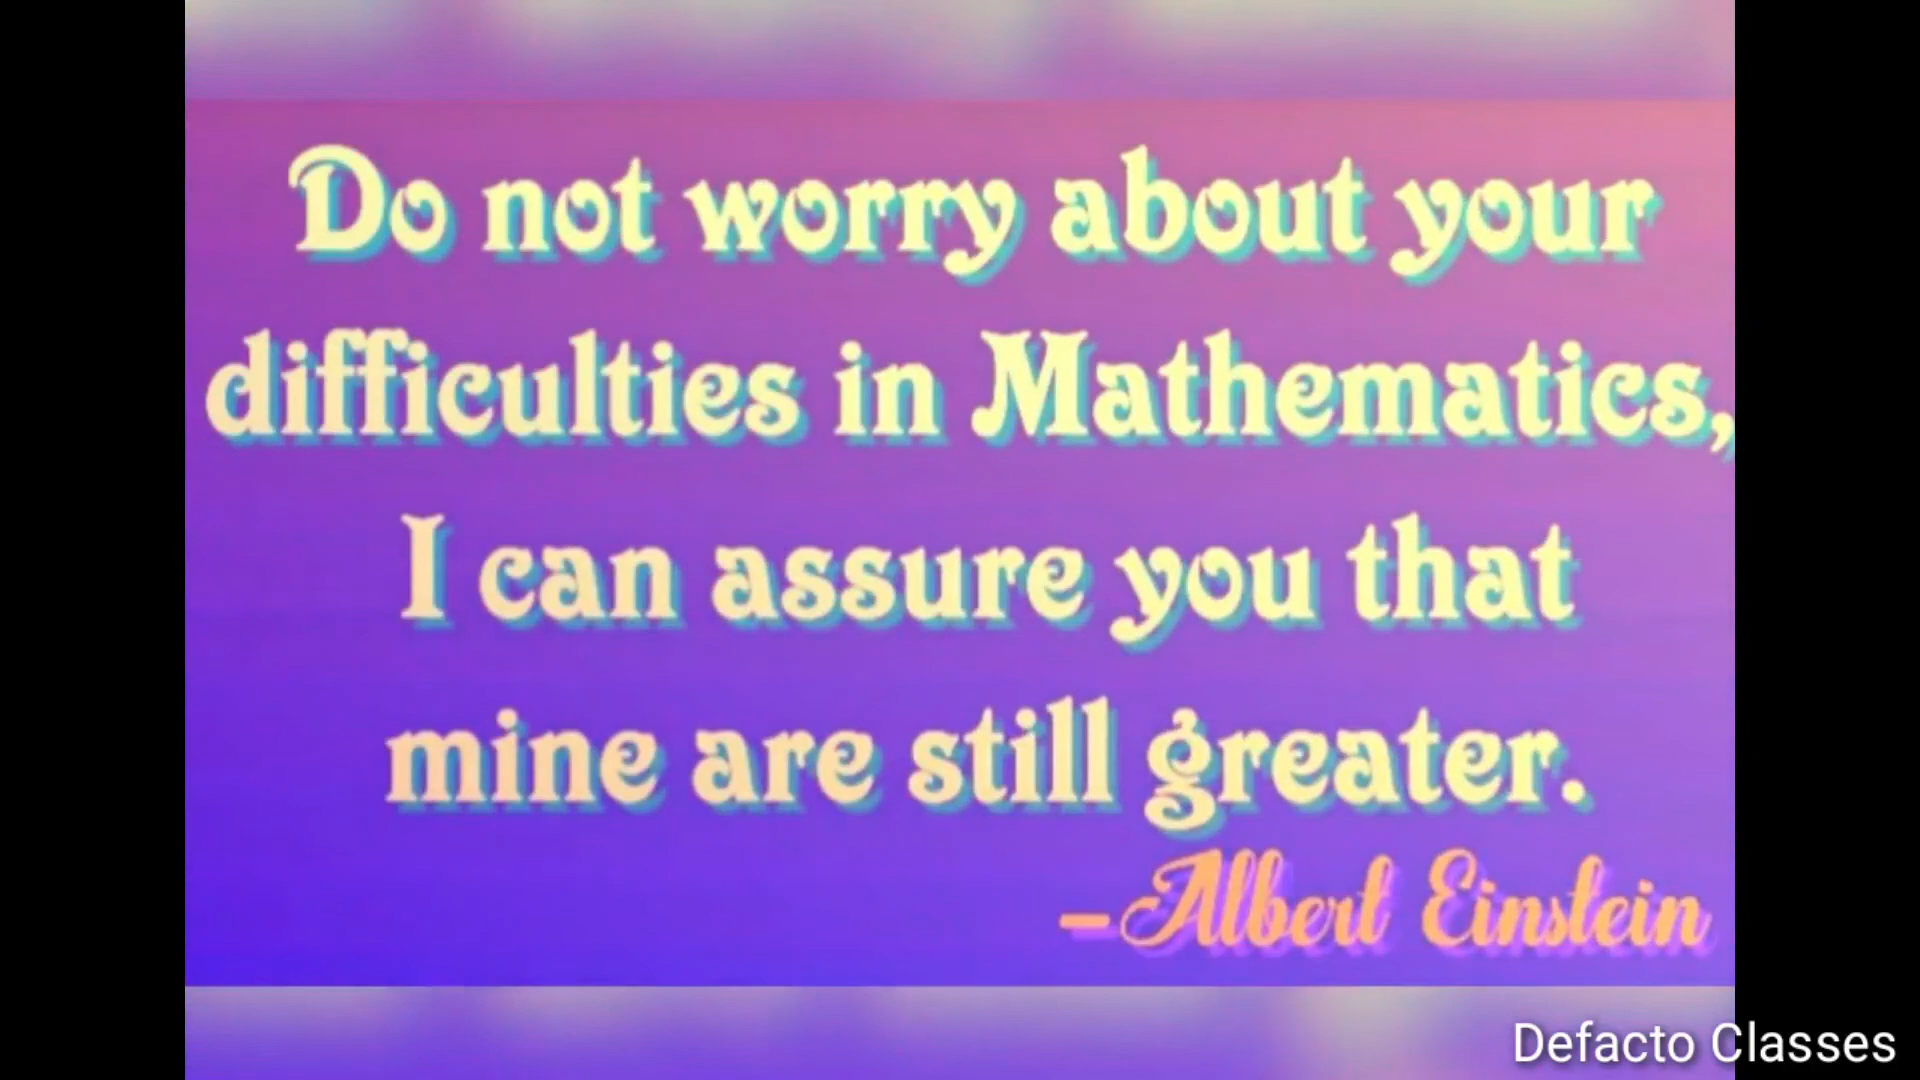 Do not worry about your
difficulties in Mathematics,
I can assure you that
mine are still greater.
-Albert Einstein
Defacto Classes